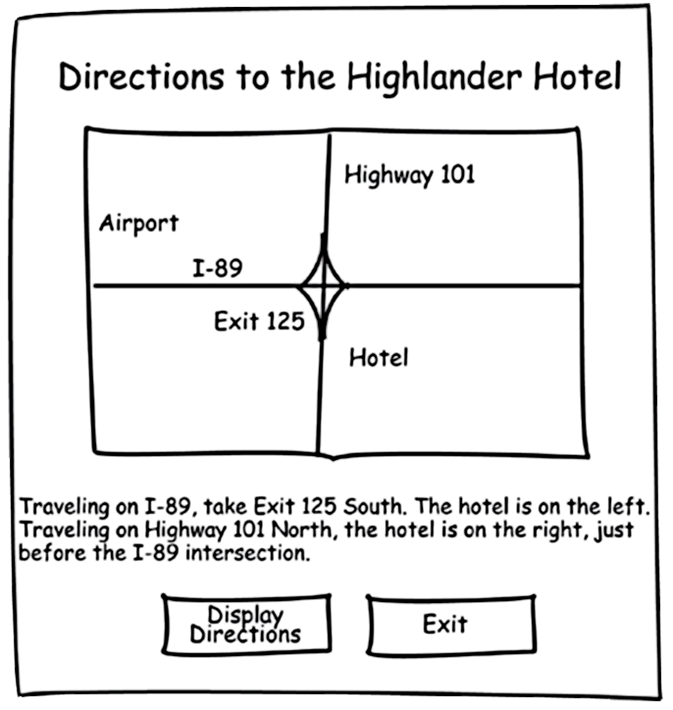 Directions to the Highlander Hotel
Highway 101
Airport
I-89
Exit 125
Hotel
Traveling on I-89, take Exit 125 South. The hotel is on the left.
Traveling on Highway 101 North, the hotel is on the right, just
before the I-89 intersection.
Display
Directions
Exit